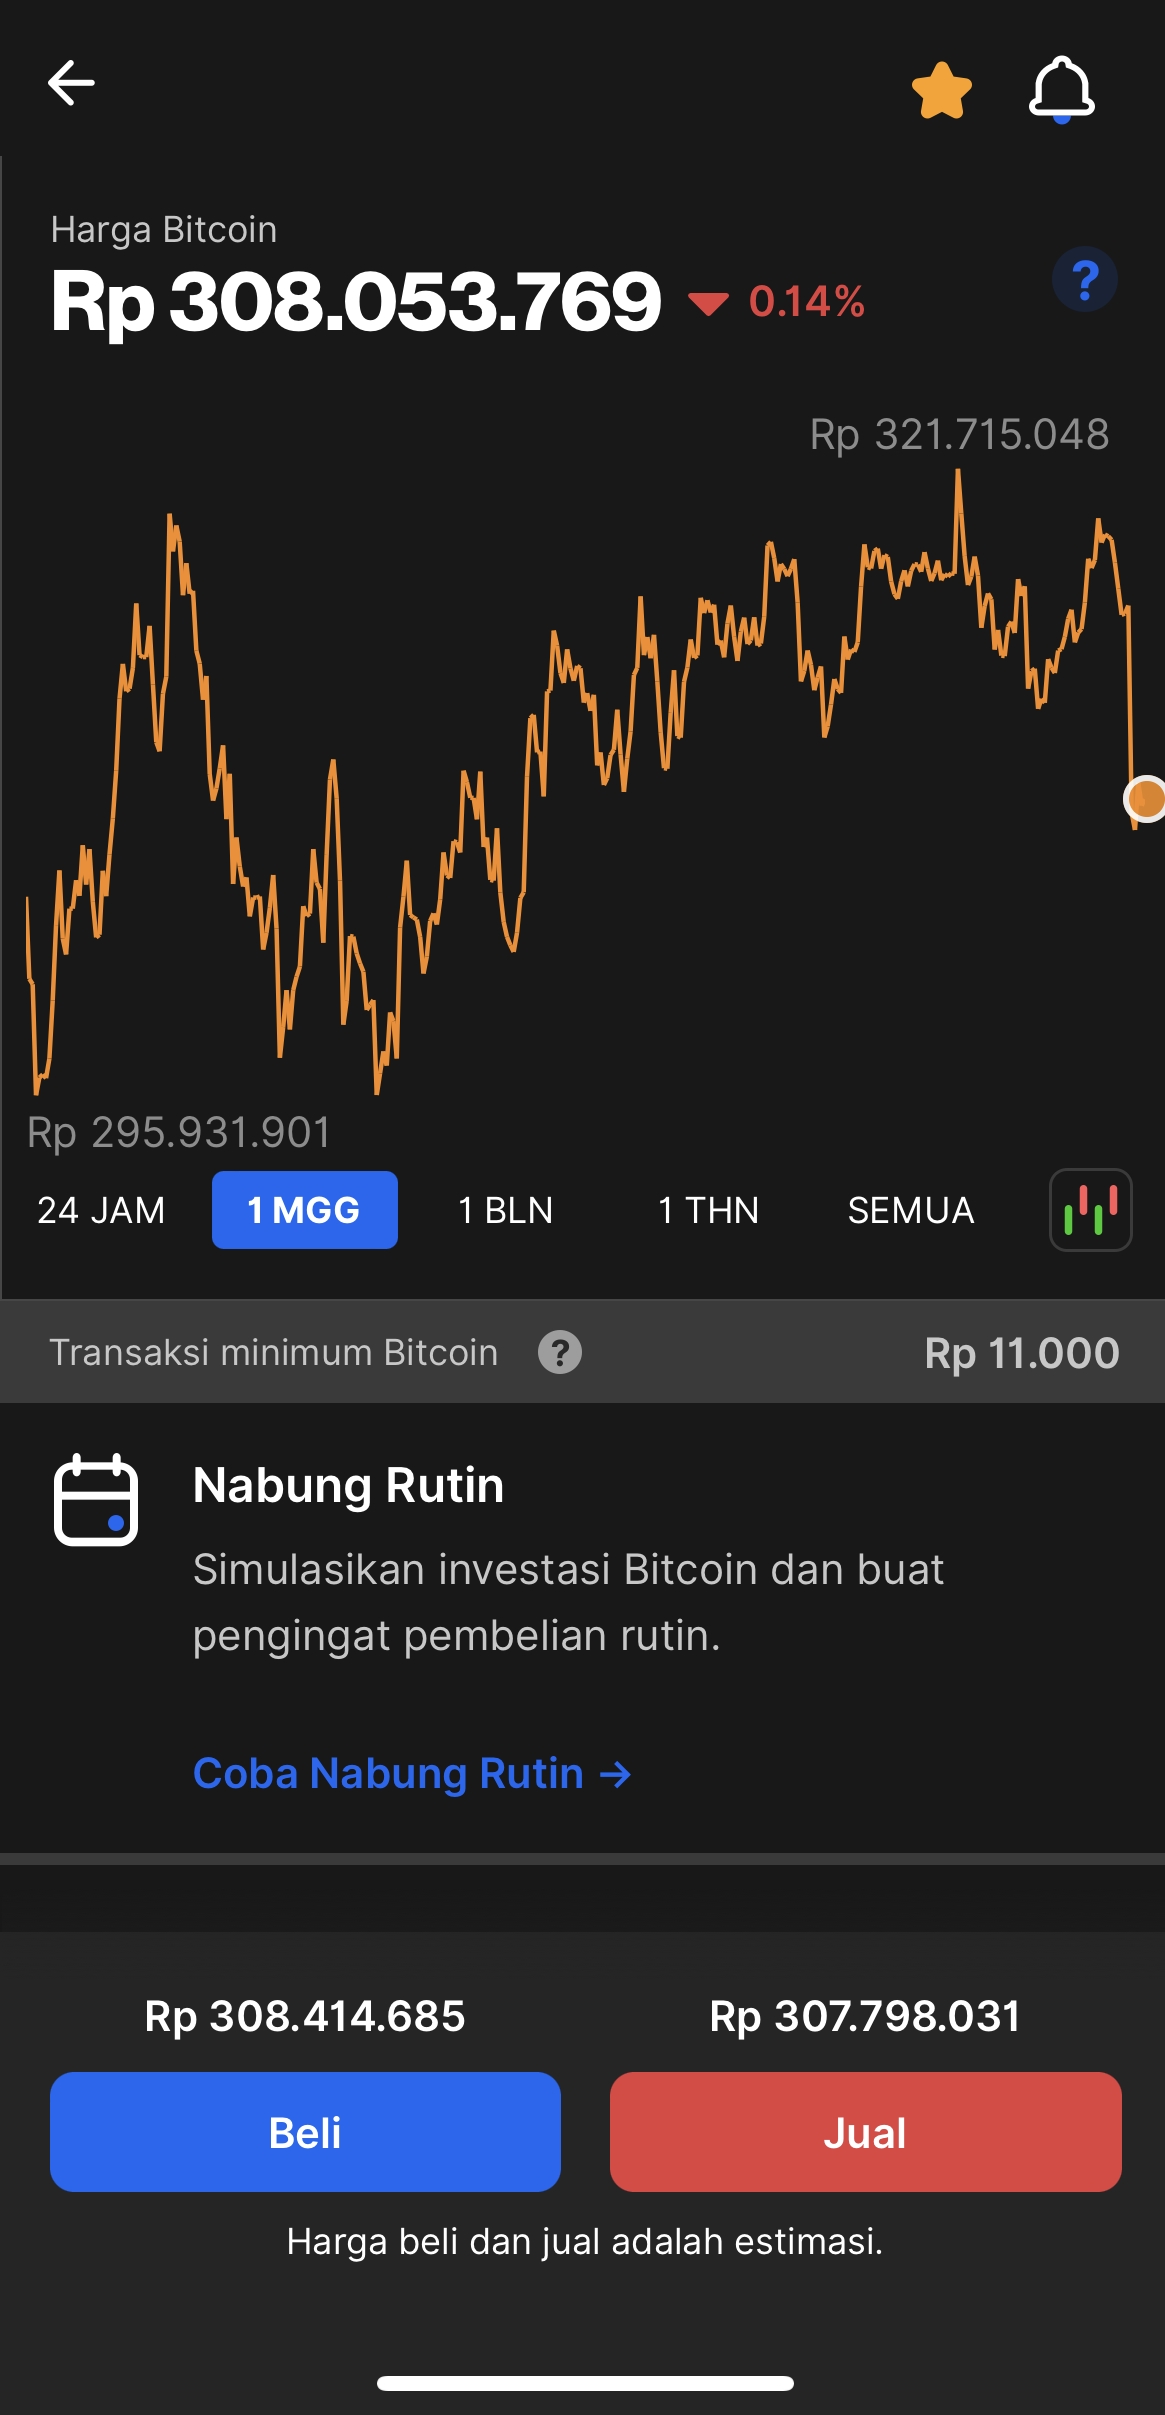 Harga Bitcoin
Rp 308.053.769 0.14%
?
Rp 321.715.048
Rp 295.931.901
24 JAM 1 MGG 1 BLN 1 THN SEMUA
Transaksi minimum Bitcoin ? Rp 11.000
Nabung Rutin
Simulasikan investasi Bitcoin dan buat
pengingat pembelian rutin.
Coba Nabung Rutin →
Rp 308.414.685 Rp 307.798.031
Beli Jual
Harga beli dan jual adalah estimasi.